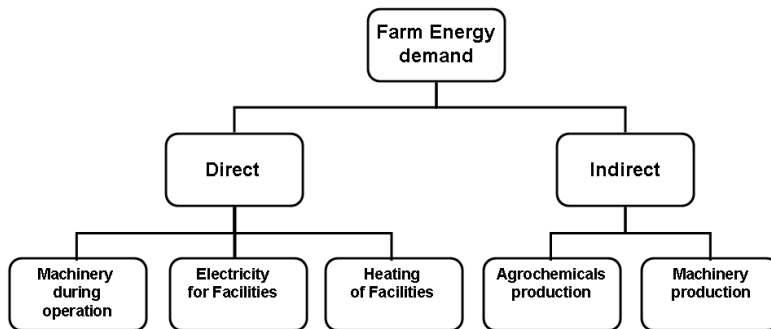 Farm Energy
demand
Direct
Indirect
Machinery
during
operation
Electricity
for Facilities
Heating
of Facilities
Agrochemicals
production
Machinery
production